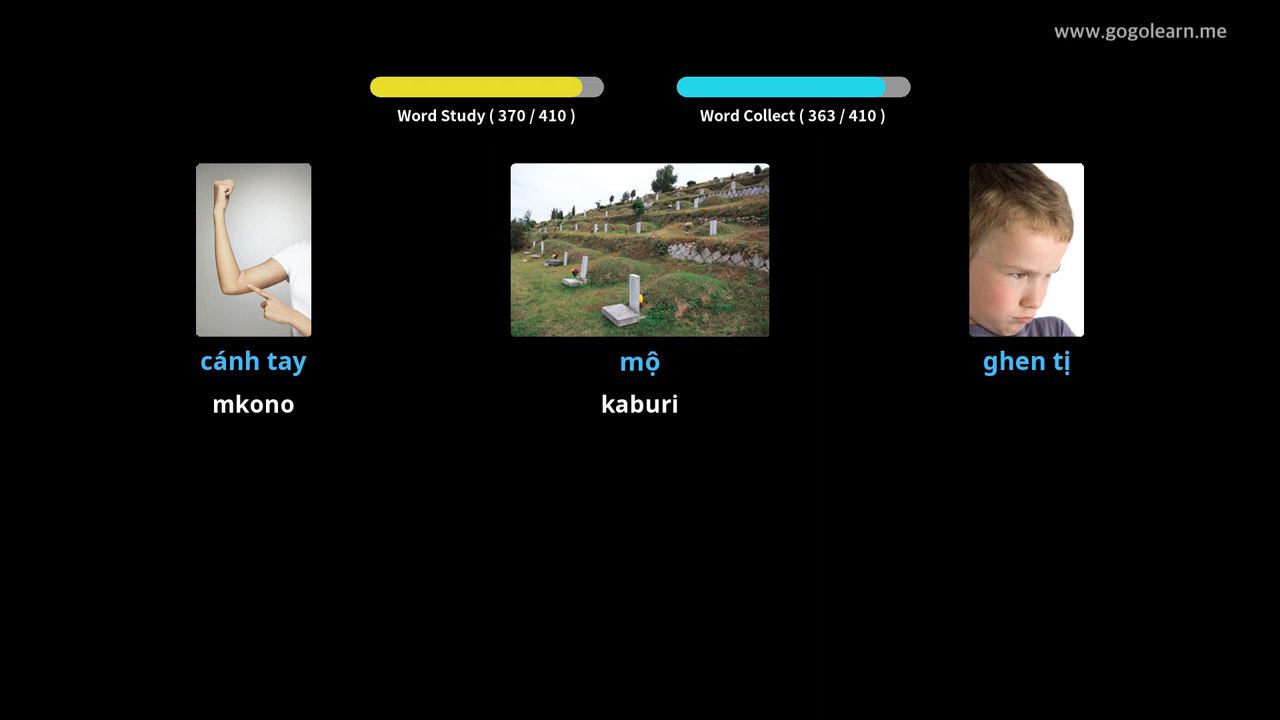 www.gogolearn.me
Word Study ( 370 / 410 )
Word Collect ( 363 / 410 )
cánh tay
mộ
ghen tị
mkono
kaburi